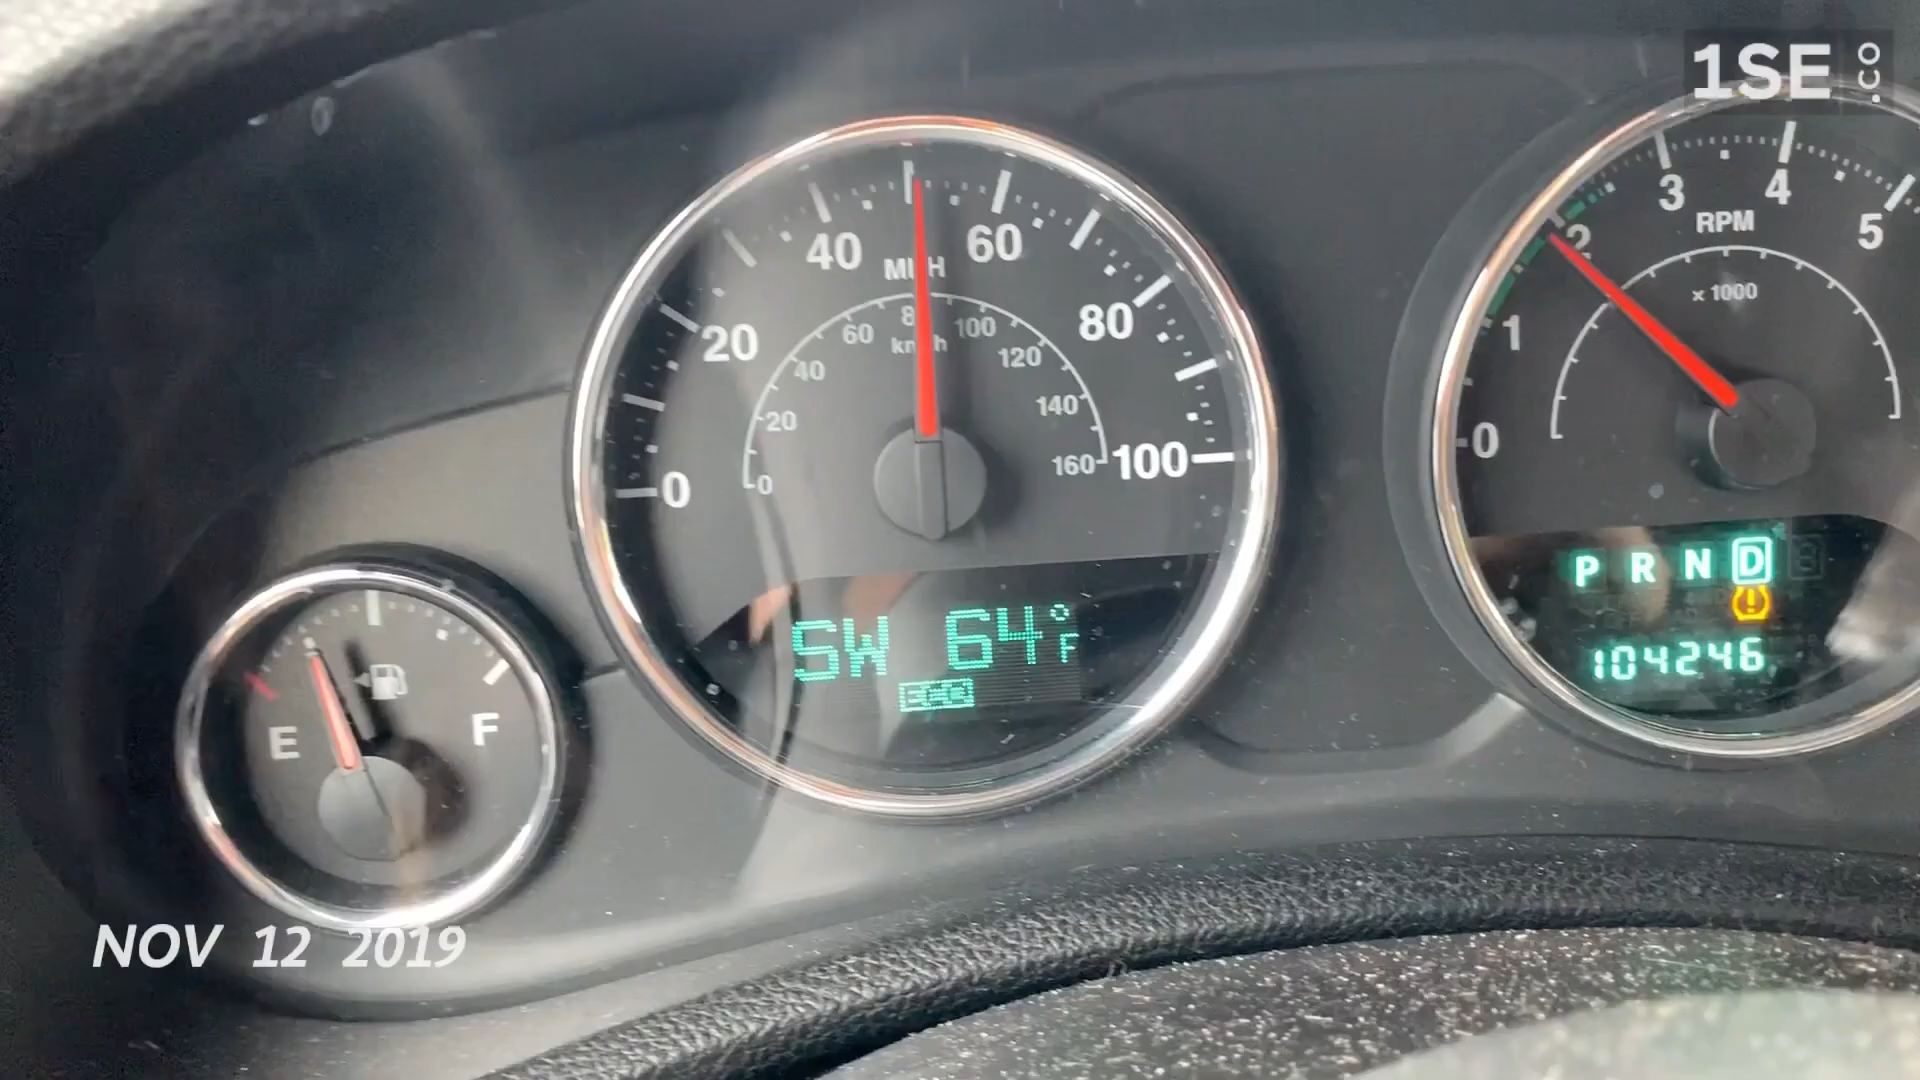 1SE .CO
40 60
MPH
20 80
0 100
0 20 40 60 80 100 120 140 160
km/h
SW 64°F
E F
0 1 2 3 4 5
RPM
x 1000
P R N D
104246
NOV 12 2019